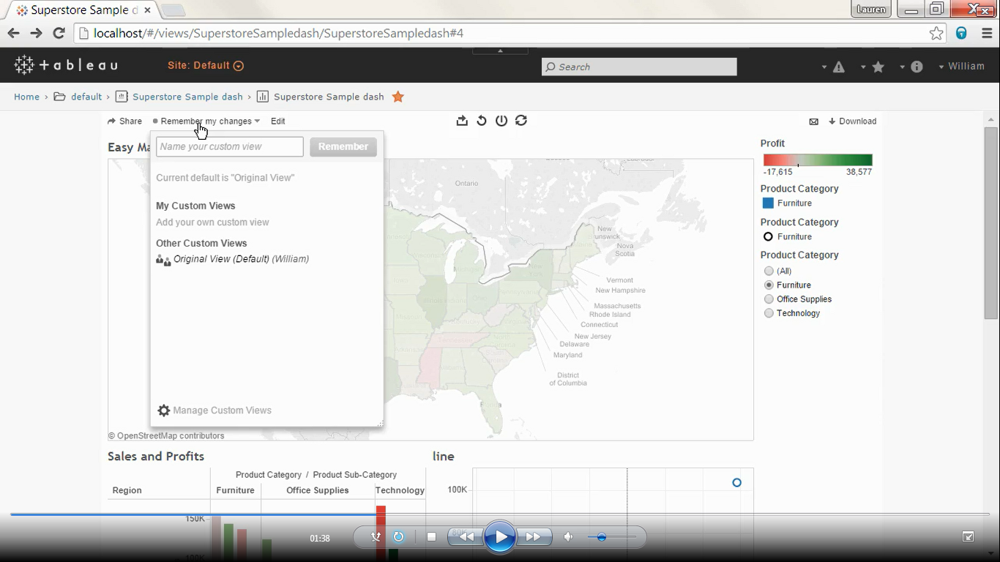 Superstore Sample d
Lauren
localhost/#/views/SuperstoreSampledash/SuperstoreSampledash#4
+ a b l e a u
Site: Default
Search
William
Home › default › Superstore Sample dash › Superstore Sample dash
Share Remember my changes Edit
Download
Easy Ma
Name your custom view Remember
Current default is "Original View"
My Custom Views
Add your own custom view
Other Custom Views
Original View (Default) (William)
Manage Custom Views
Ontario
New
Brunswick
Nova
Scotia
Vermont
New Hampshire
Massachusetts
Rhode Island
Connecticut
New Jersey
Delaware
Maryland
District
of Columbia
Florida
© OpenStreetMap contributors
Profit
-17,615 38,577
Product Category
Furniture
Product Category
Furniture
Product Category
(All)
Furniture
Office Supplies
Technology
Sales and Profits
Product Category / Product Sub-Category
Region Furniture Office Supplies Technology
150K
line
100K
80K
01:38